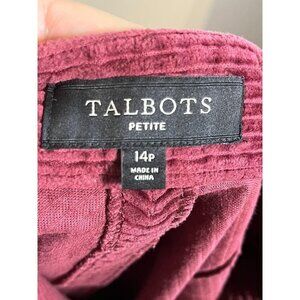 TALBOTS
PETITE
14P
MADE IN
CHINA